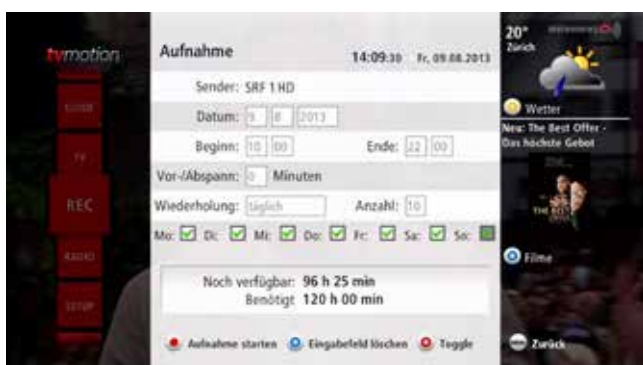 tvmotion
TV
REC
RADIO
SETUP
Aufnahme
14:09:30 Fr, 09.08.2013
Sender: SRF 1 HD
Datum: 9 8 2013
Beginn: 10 00 Ende: 22 00
Vor-/Abspann: 0 Minuten
Wiederholung: täglich Anzahl: 10
Mo: Di: Mi: Do: Fr: Sa: So:
Noch verfügbar: 96 h 25 min
Benötigt 120 h 00 min
Aufnahme starten Eingabefeld löschen Toggle
20°
Zürich
Wetter
Neu: The Best Offer -
Das höchste Gebot
THE BEST
Filme
Zurück